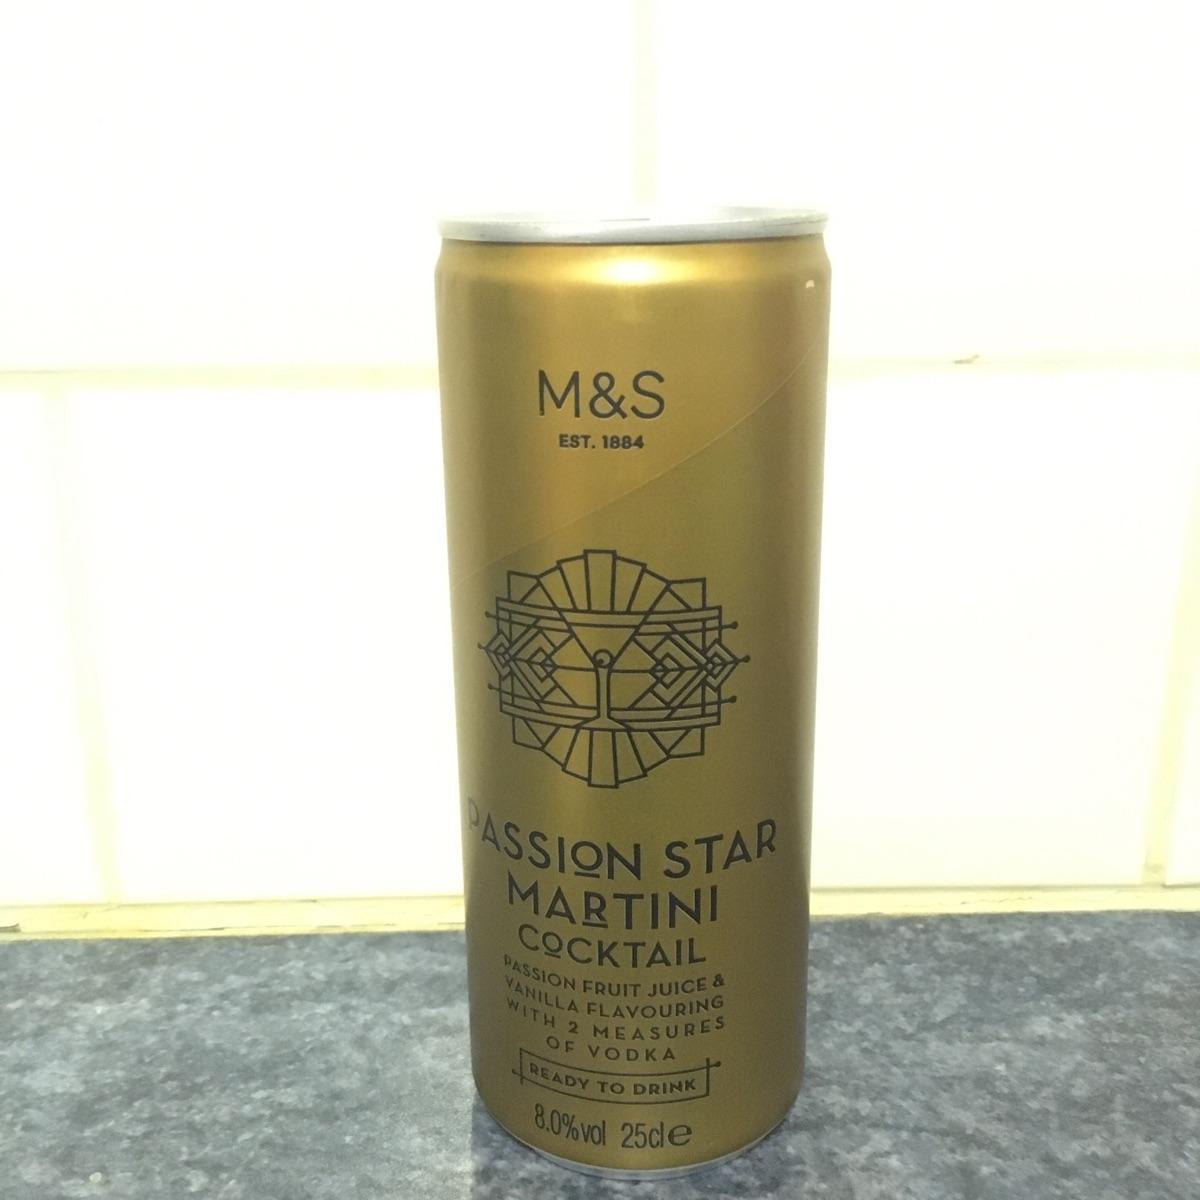 M&S
EST. 1884
PASSION STAR
MARTINI
COCKTAIL
PASSION FRUIT JUICE &
VANILLA FLAVOURING
WITH 2 MEASURES
OF VODKA
READY TO DRINK
8.0%vol 25cl℮